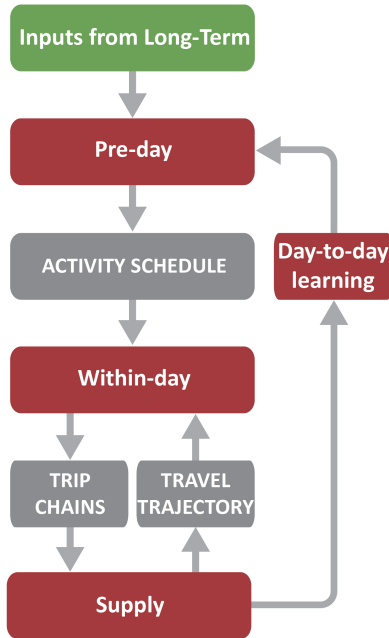 Inputs from Long-Term
Pre-day
ACTIVITY SCHEDULE
Day-to-day
learning
Within-day
TRIP
CHAINS
TRAVEL
TRAJECTORY
Supply